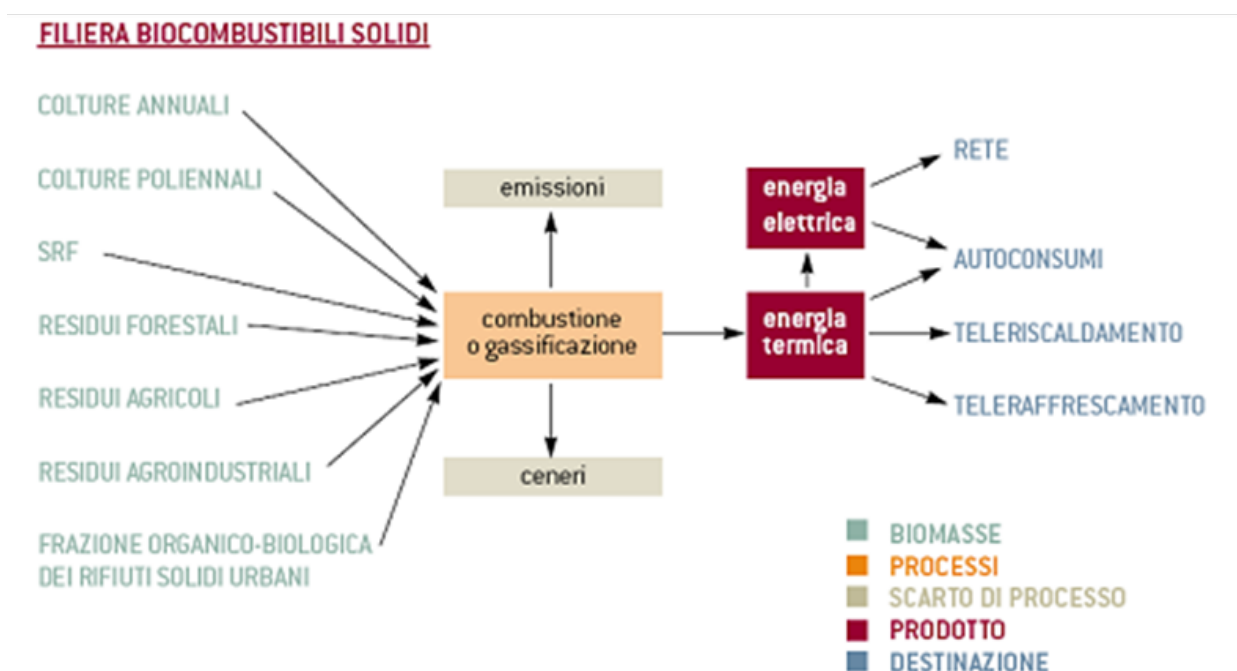 FILIERA BIOCOMBUSTIBILI SOLIDI
COLTURE ANNUALI
COLTURE POLIENNALI
SRF
RESIDUI FORESTALI
RESIDUI AGRICOLI
RESIDUI AGROINDUSTRIALI
FRAZIONE ORGANICO-BIOLOGICA
DEI RIFIUTI SOLIDI URBANI
emissioni
combustione
o gassificazione
ceneri
energia
elettrica
energia
termica
RETE
AUTOCONSUMI
TELERISCALDAMENTO
TELERAFFRESCAMENTO
BIOMASSE
PROCESSI
SCARTO DI PROCESSO
PRODOTTO
DESTINAZIONE